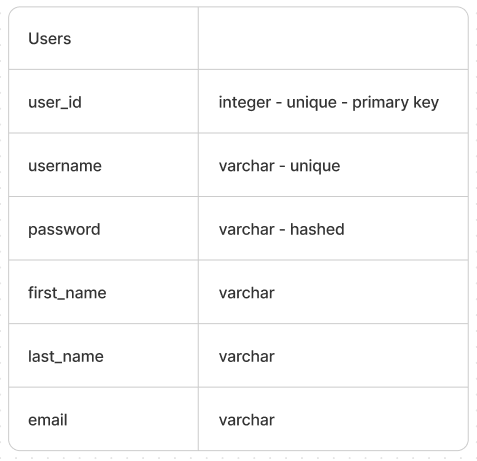 Users
user_id integer - unique - primary key
username varchar - unique
password varchar - hashed
first_name varchar
last_name varchar
email varchar